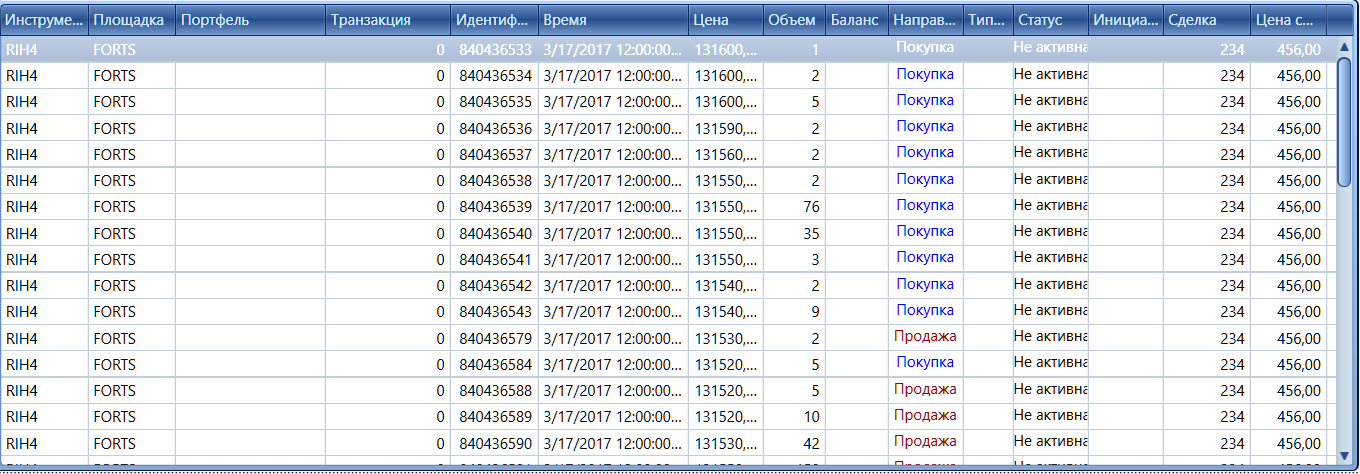 Инструме... Площадка Портфель Транзакция Идентиф... Время Цена Объем Баланс Направ... Тип... Статус Инициа... Сделка Цена с...
RIH4 FORTS 0 840436533 3/17/2017 12:00:00... 131600,... 1 Покупка Не активна 234 456,00
RIH4 FORTS 0 840436534 3/17/2017 12:00:00... 131600,... 2 Покупка Не активна 234 456,00
RIH4 FORTS 0 840436535 3/17/2017 12:00:00... 131600,... 5 Покупка Не активна 234 456,00
RIH4 FORTS 0 840436536 3/17/2017 12:00:00... 131590,... 2 Покупка Не активна 234 456,00
RIH4 FORTS 0 840436537 3/17/2017 12:00:00... 131560,... 2 Покупка Не активна 234 456,00
RIH4 FORTS 0 840436538 3/17/2017 12:00:00... 131550,... 2 Покупка Не активна 234 456,00
RIH4 FORTS 0 840436539 3/17/2017 12:00:00... 131550,... 76 Покупка Не активна 234 456,00
RIH4 FORTS 0 840436540 3/17/2017 12:00:00... 131550,... 35 Покупка Не активна 234 456,00
RIH4 FORTS 0 840436541 3/17/2017 12:00:00... 131550,... 3 Покупка Не активна 234 456,00
RIH4 FORTS 0 840436542 3/17/2017 12:00:00... 131540,... 2 Покупка Не активна 234 456,00
RIH4 FORTS 0 840436543 3/17/2017 12:00:00... 131540,... 9 Покупка Не активна 234 456,00
RIH4 FORTS 0 840436579 3/17/2017 12:00:00... 131530,... 2 Продажа Не активна 234 456,00
RIH4 FORTS 0 840436584 3/17/2017 12:00:00... 131520,... 5 Покупка Не активна 234 456,00
RIH4 FORTS 0 840436588 3/17/2017 12:00:00... 131520,... 5 Продажа Не активна 234 456,00
RIH4 FORTS 0 840436589 3/17/2017 12:00:00... 131520,... 10 Продажа Не активна 234 456,00
RIH4 FORTS 0 840436590 3/17/2017 12:00:00... 131530,... 42 Продажа Не активна 234 456,00